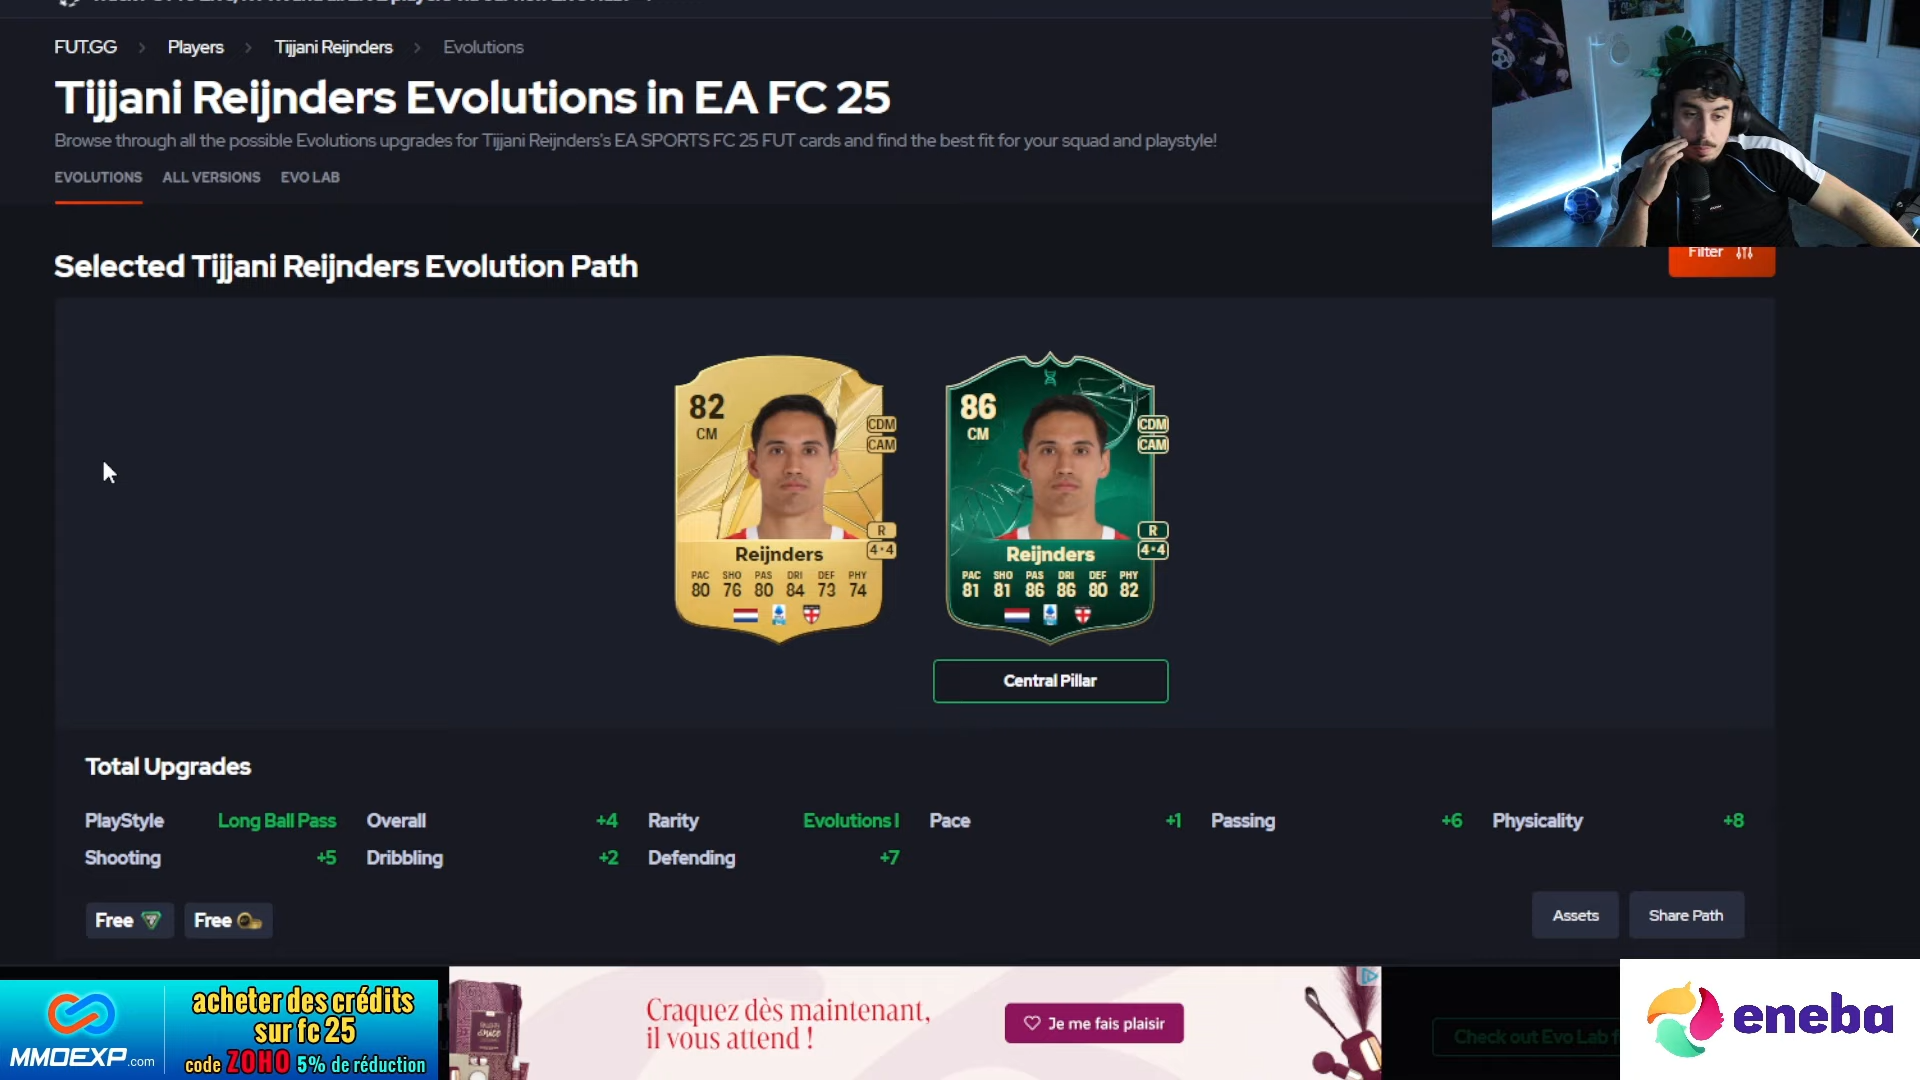 FUT.GG > Players > Tijjani Reijnders > Evolutions
Tijjani Reijnders Evolutions in EA FC 25
Browse through all the possible Evolutions upgrades for Tijjani Reijnders's EA SPORTS FC 25 FUT cards and find the best fit for your squad and playstyle!
EVOLUTIONS ALL VERSIONS EVO LAB
Selected Tijjani Reijnders Evolution Path
Filter
82
CM
CDM
CAM
R
4•4
Reijnders
PAC SHO PAS DRI DEF PHY
80 76 80 84 73 74
86
CM
CDM
CAM
R
4•4
Reijnders
PAC SHO PAS DRI DEF PHY
81 81 86 86 80 82
Central Pillar
Total Upgrades
PlayStyle Long Ball Pass Overall +4 Rarity Evolutions I Pace +1 Passing +6 Physicality +8
Shooting +5 Dribbling +2 Defending +7
Free Free
Assets Share Path
MMOEXP.com
acheter des crédits
sur fc 25
code ZOHO 5% de réduction
Craquez dès maintenant,
il vous attend !
Je me fais plaisir
Check out Evo Lab
eneba